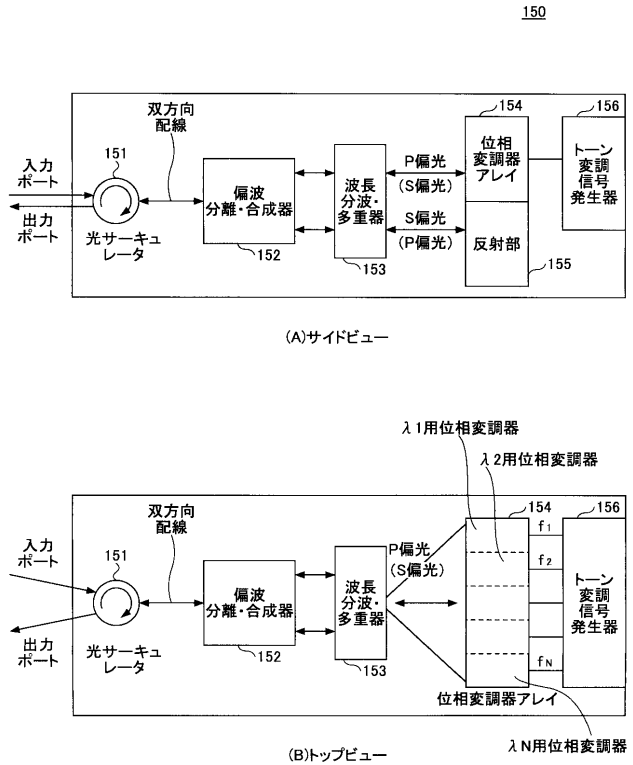 150
双方向
配線
154
156
151
入力
ポート
出力
ポート
光サーキュ
レータ
偏波
分離・合成器
152
波長
分波・
多重器
153
P偏光
(S偏光)
S偏光
(P偏光)
位相
変調器
アレイ
反射部
155
トーン
変調
信号
発生器
(A)サイドビュー
λ1用位相変調器
λ2用位相変調器
双方向
配線
154
156
入力
ポート
151
出力
ポート
光サーキュ
レータ
偏波
分離・合成器
152
波長
分波・
多重器
153
P偏光
(S偏光)
f1
f2
fN
トーン
変調
信号
発生器
位相変調器アレイ
λN用位相変調器
(B)トップビュー